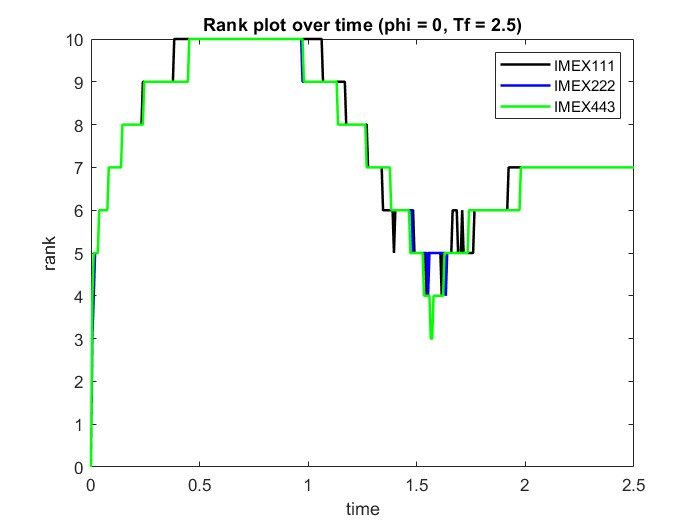 Rank plot over time (phi = 0, Tf = 2.5)
10
9
8
7
6
5
4
3
2
1
0
rank
IMEX111
IMEX222
IMEX443
0
0.5
1
1.5
2
2.5
time